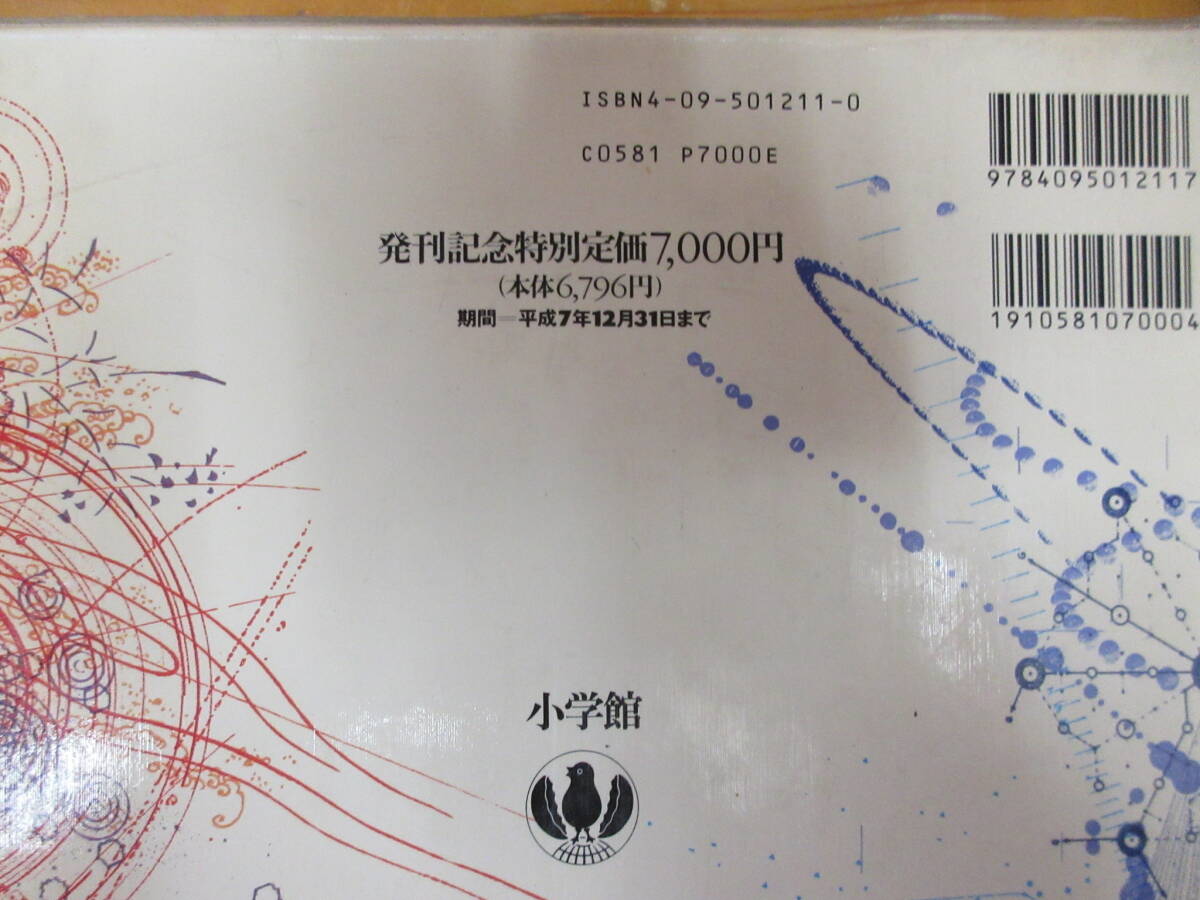 ISBN4-09-501211-0
C0581 P7000E
9784095012117
1910581070004
発刊記念特別定価7,000円
(本体6,796円)
期間=平成7年12月31日まで
小学館